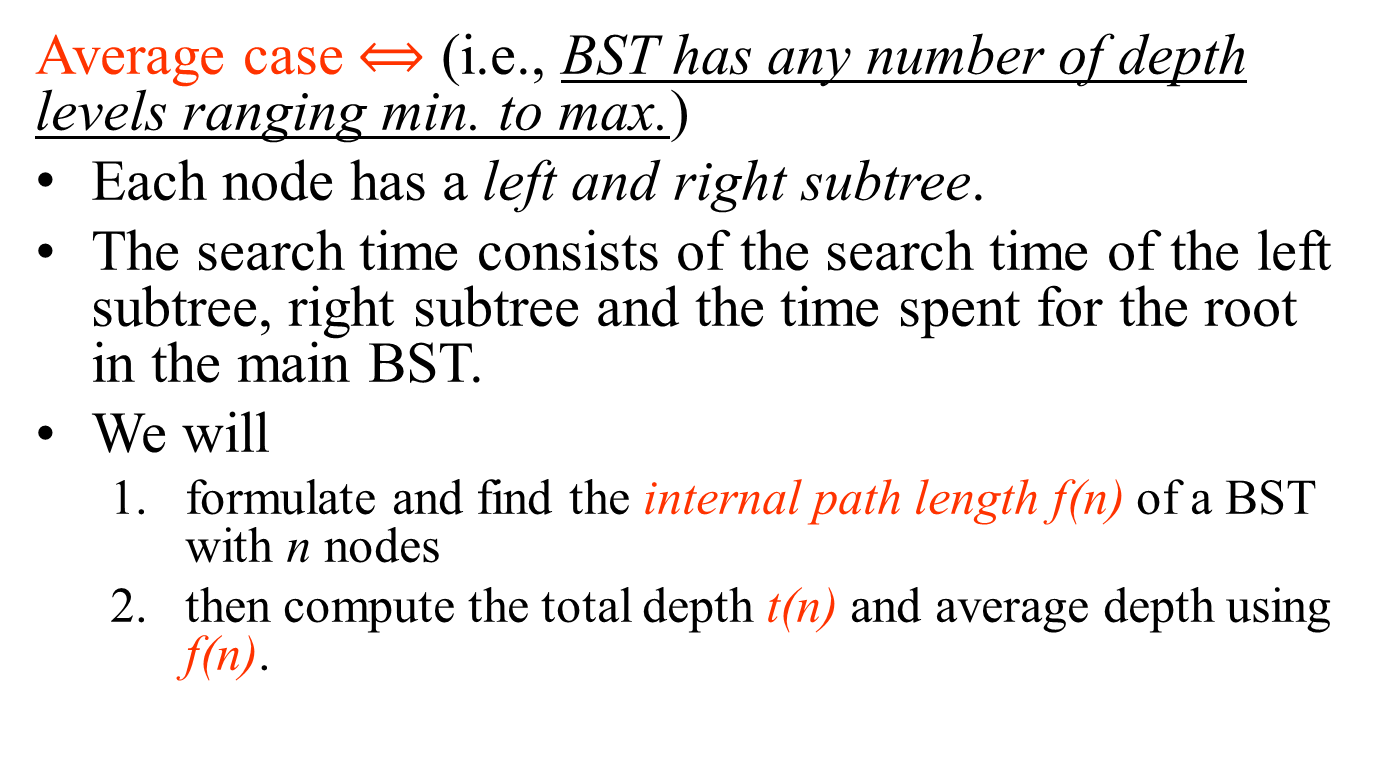 Average case ⇔ (i.e., BST has any number of depth
levels ranging min. to max.)
• Each node has a left and right subtree.
• The search time consists of the search time of the left
subtree, right subtree and the time spent for the root
in the main BST.
• We will
1. formulate and find the internal path length f(n) of a BST
with n nodes
2. then compute the total depth t(n) and average depth using
f(n).